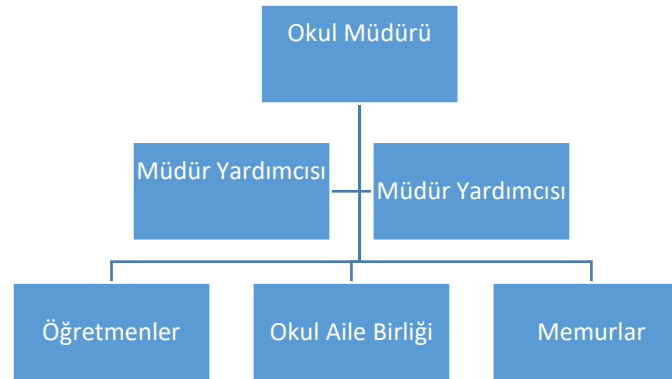 Okul Müdürü
Müdür Yardımcısı
Müdür Yardımcısı
Öğretmenler
Okul Aile Birliği
Memurlar